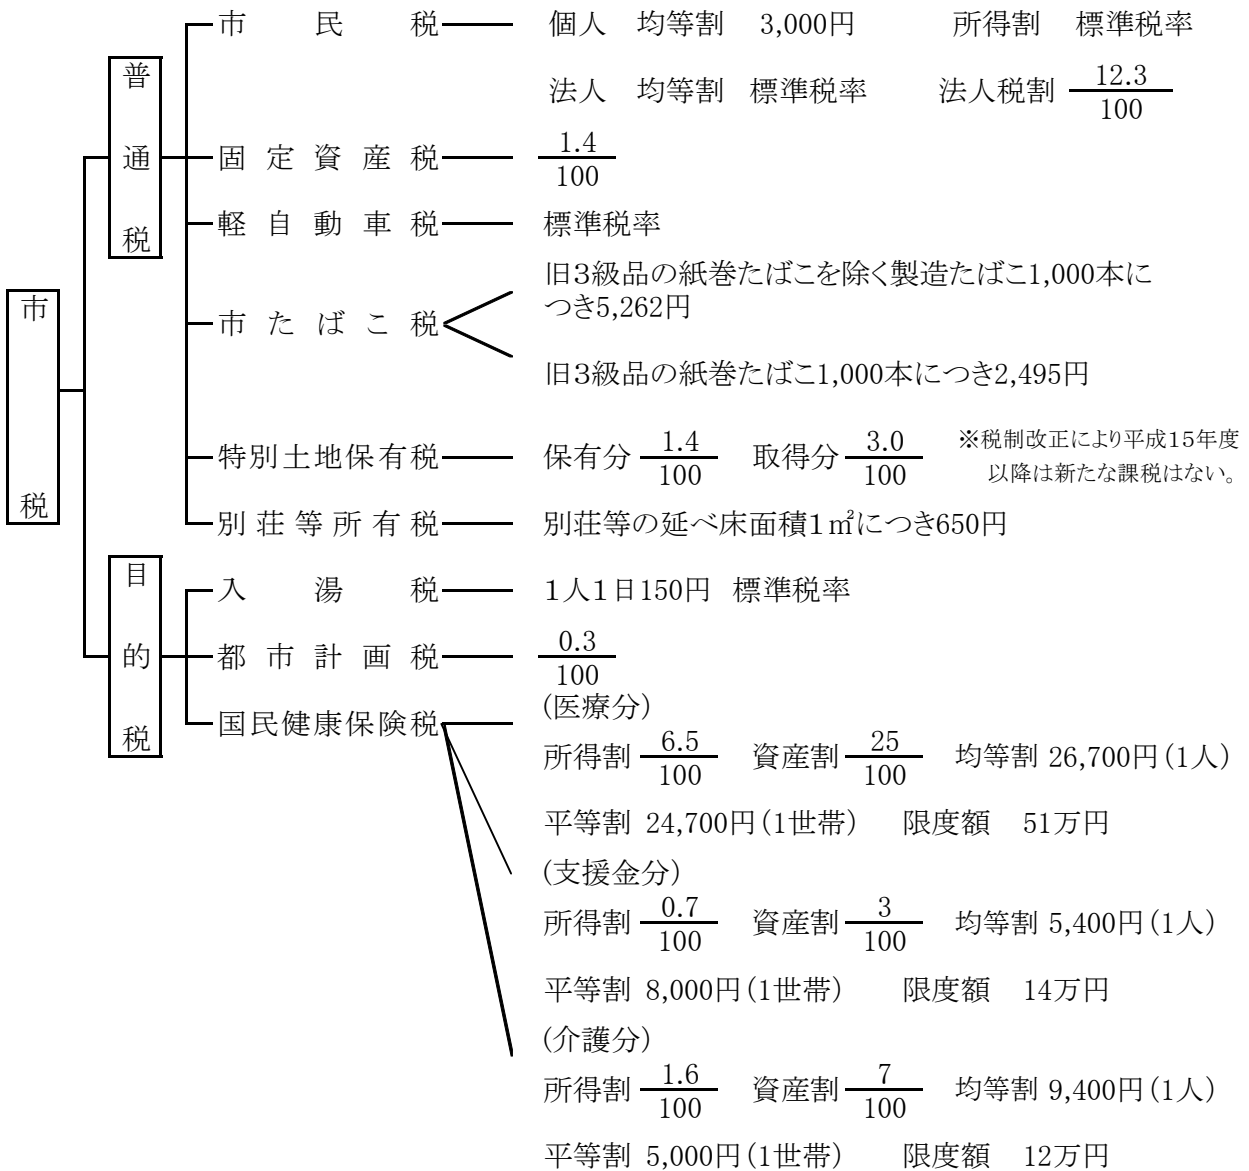 市税
普通税
市民税 個人 均等割 3,000円 所得割 標準税率
法人 均等割 標準税率 法人税割 12.3/100
固定資産税 1.4/100
軽自動車税 標準税率
市たばこ税 旧3級品の紙巻たばこを除く製造たばこ1,000本に
つき5,262円
旧3級品の紙巻たばこ1,000本につき2,495円
特別土地保有税 保有分 1.4/100 取得分 3.0/100 ※税制改正により平成15年度
以降は新たな課税はない。
別荘等所有税 別荘等の延べ床面積1㎡につき650円
目的税
入湯税 1人1日150円 標準税率
都市計画税 0.3/100
国民健康保険税 (医療分)
所得割 6.5/100 資産割 25/100 均等割 26,700円(1人)
平等割 24,700円(1世帯) 限度額 51万円
(支援金分)
所得割 0.7/100 資産割 3/100 均等割 5,400円(1人)
平等割 8,000円(1世帯) 限度額 14万円
(介護分)
所得割 1.6/100 資産割 7/100 均等割 9,400円(1人)
平等割 5,000円(1世帯) 限度額 12万円